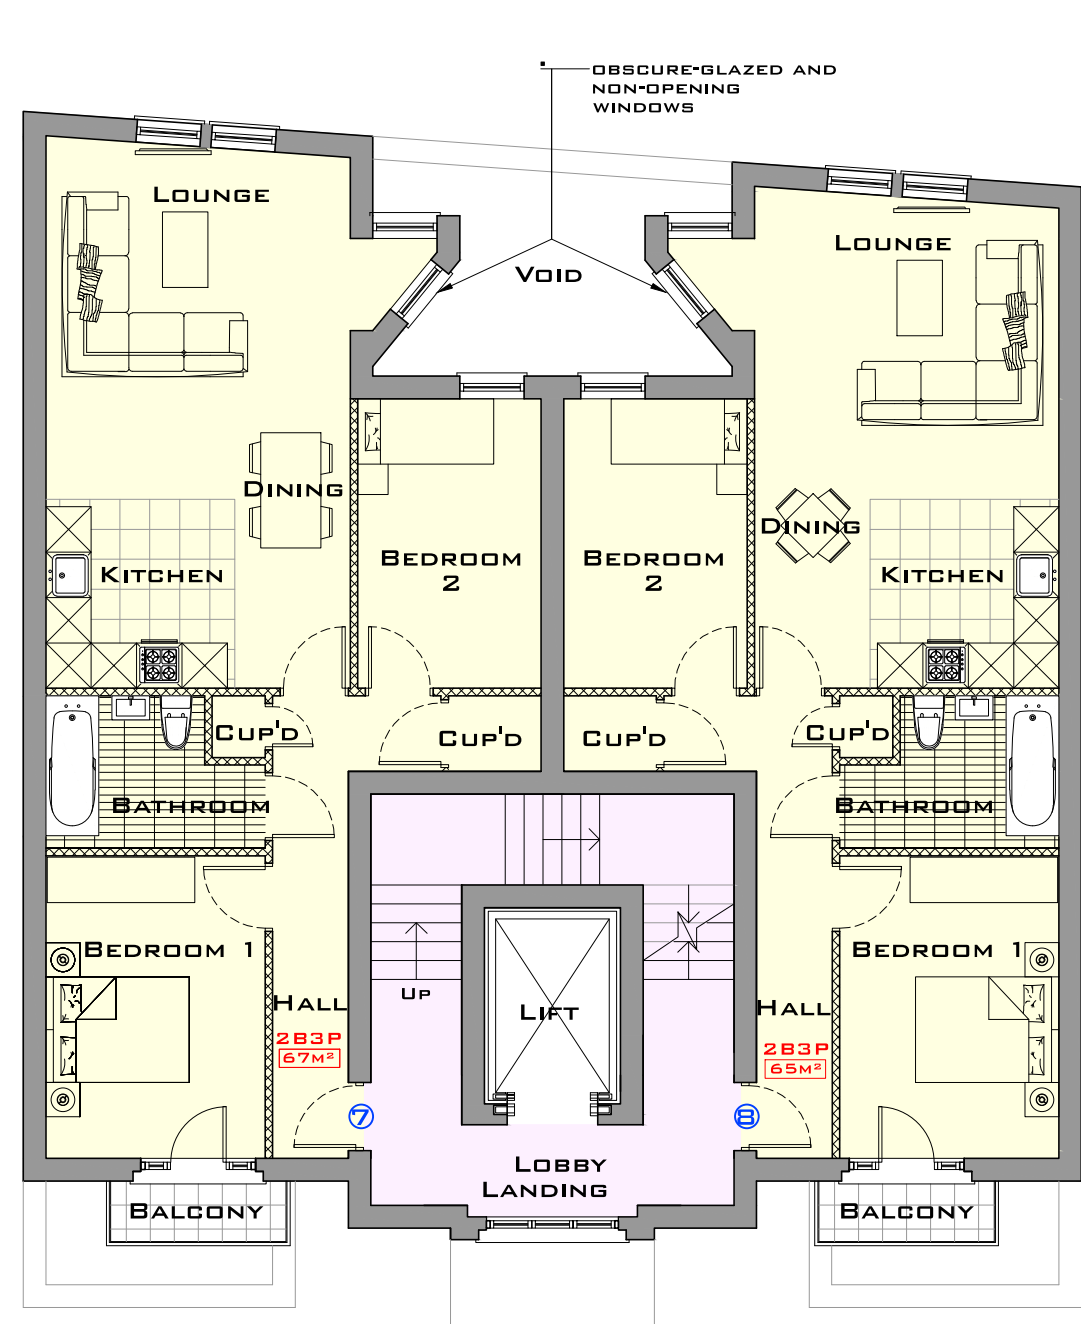 OBSCURE-GLAZED AND
NON-OPENING
WINDOWS
LOUNGE
LOUNGE
VOID
DINING
DINING
KITCHEN
BEDROOM
2
BEDROOM
2
KITCHEN
CUP'D
CUP'D
CUP'D
CUP'D
BATHROOM
BATHROOM
BEDROOM 1
BEDROOM 1
UP
HALL
LIFT
HALL
2B3P
67M²
2B3P
65M²
7
8
LOBBY
LANDING
BALCONY
BALCONY